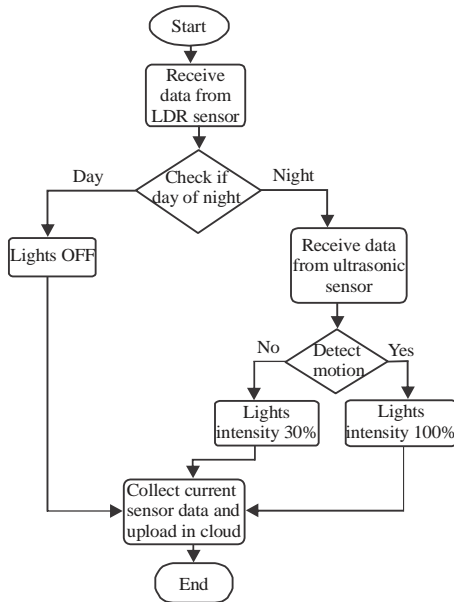 Start
Receive
data from
LDR sensor
Day
Check if
day of night
Night
Lights OFF
Receive data
from ultrasonic
sensor
No
Detect
motion
Yes
Lights
intensity 30%
Lights
intensity 100%
Collect current
sensor data and
upload in cloud
End